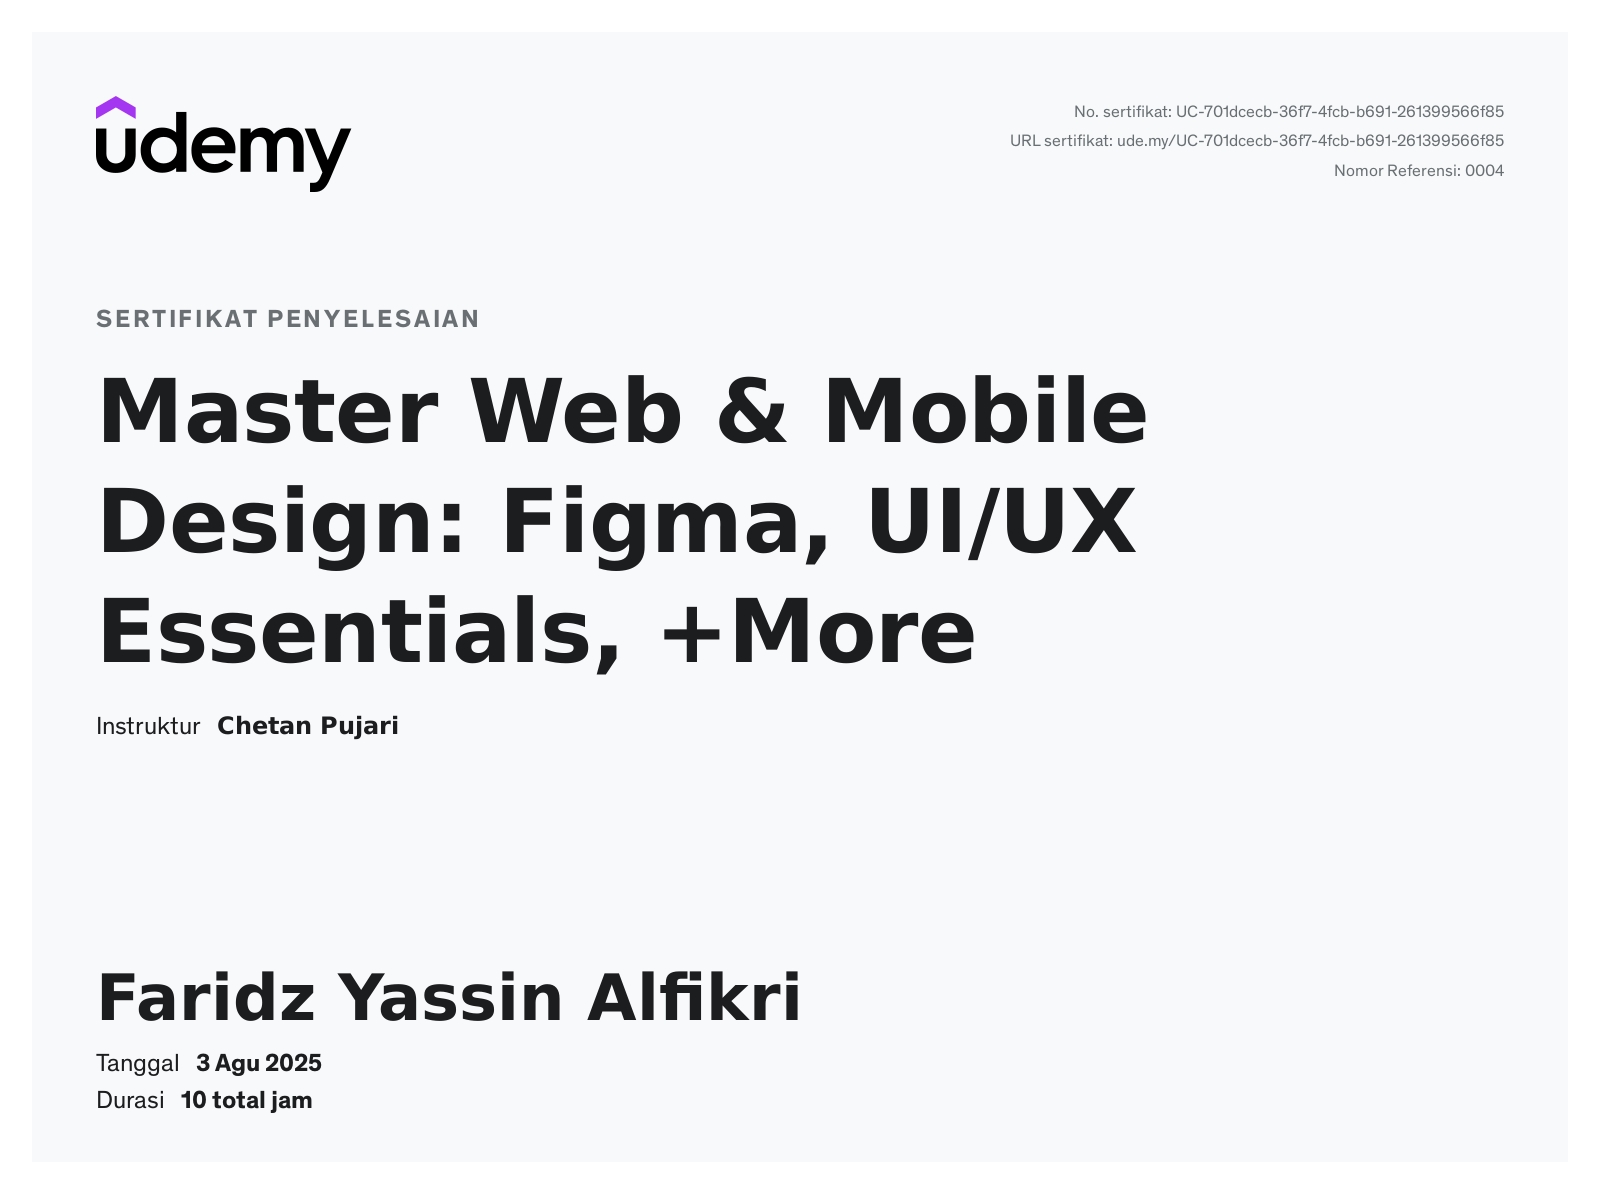 udemy
No. sertifikat: UC-701dcecb-36f7-4fcb-b691-261399566f85
URL sertifikat: ude.my/UC-701dcecb-36f7-4fcb-b691-261399566f85
Nomor Referensi: 0004
SERTIFIKAT PENYELESAIAN
Master Web & Mobile
Design: Figma, UI/UX
Essentials, +More
Instruktur Chetan Pujari
Faridz Yassin Alfikri
Tanggal 3 Agu 2025
Durasi 10 total jam